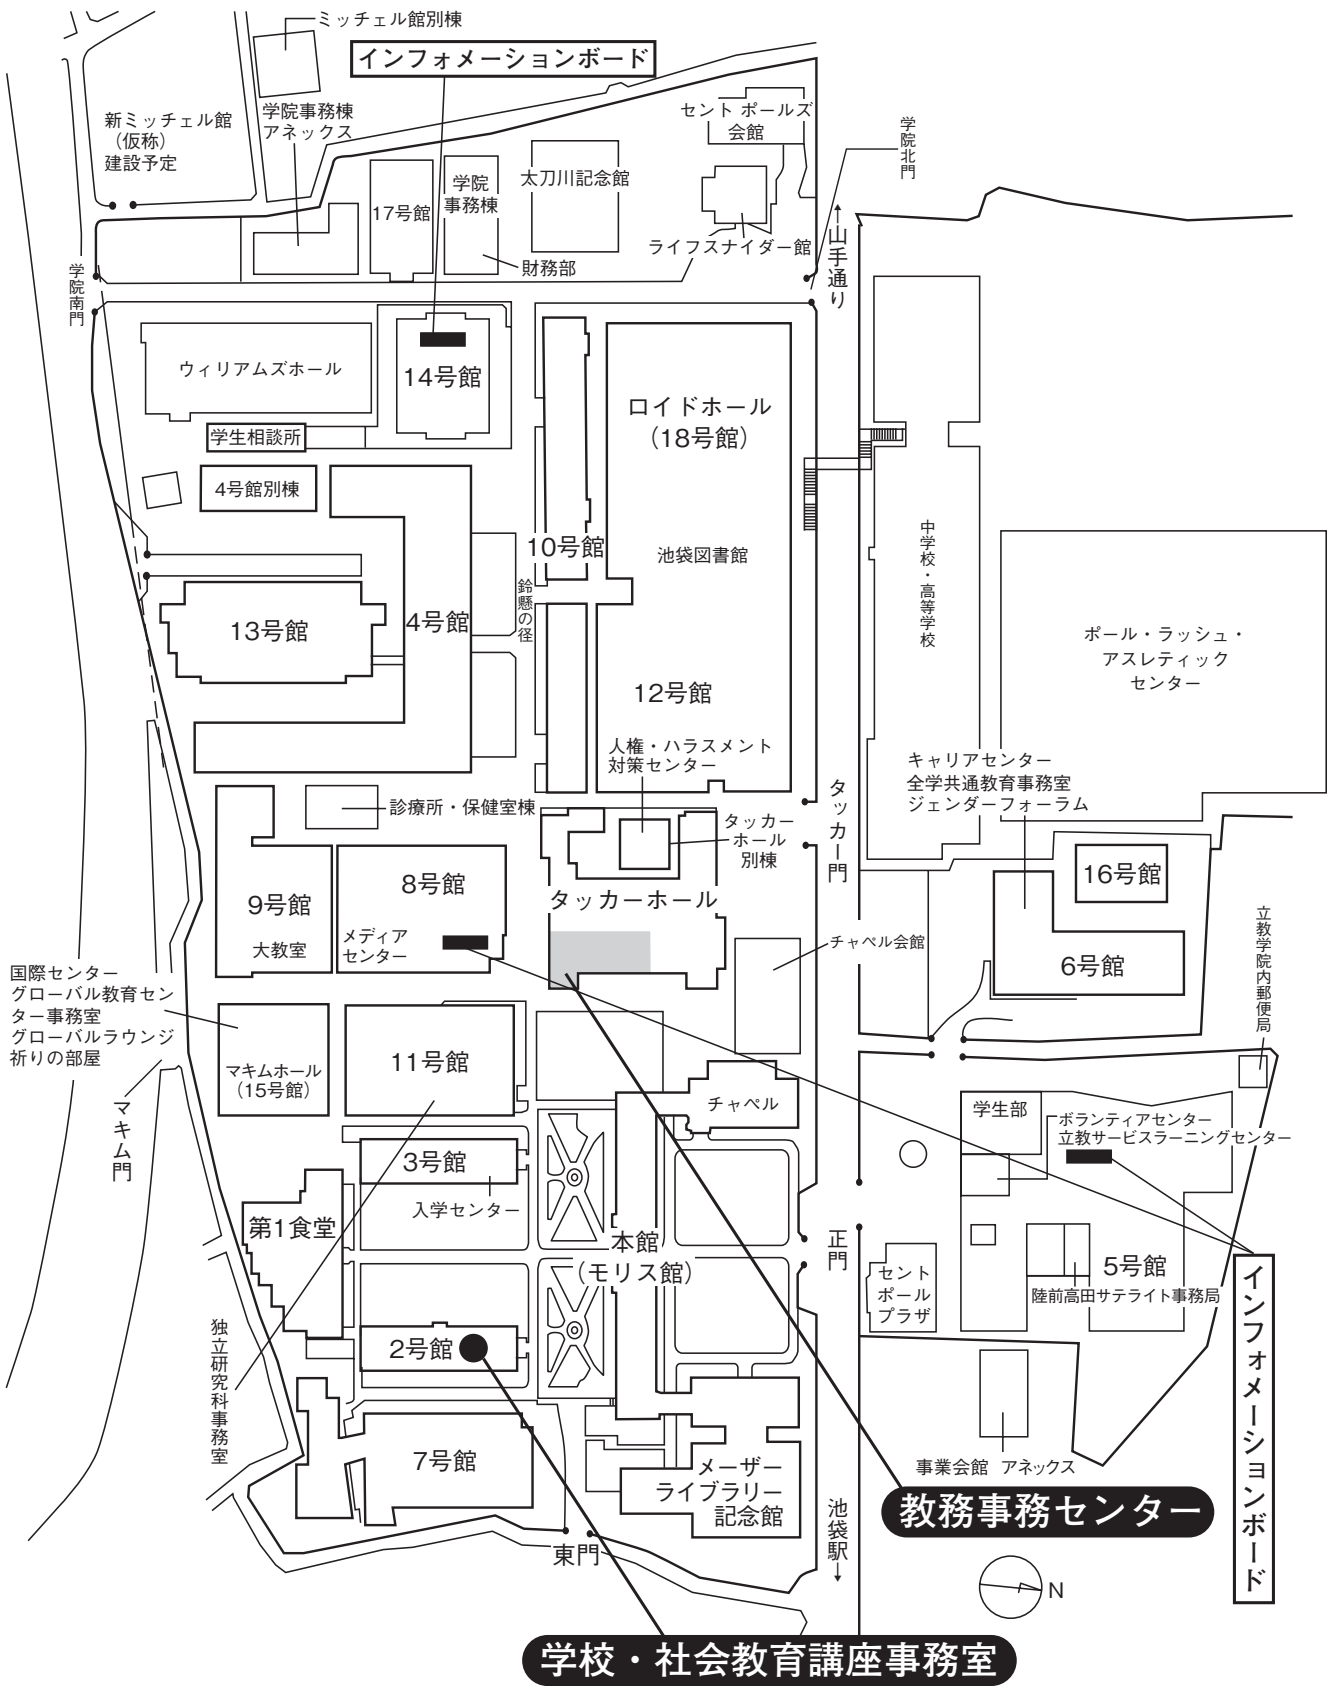 ミッチェル館別棟
インフォメーションボード
新ミッチェル館
（仮称）
建設予定
学院事務棟
アネックス
セント ポールズ
会館
学院北門
17号館
学院
事務棟
太刀川記念館
ライフスナイダー館
財務部
←山手通り
学院南門
ウィリアムズホール
14号館
ロイドホール
（18号館）
学生相談所
4号館別棟
10号館
池袋図書館
中学校・高等学校
鈴懸の径
13号館
4号館
ポール・ラッシュ・
アスレティック
センター
12号館
人権・ハラスメント
対策センター
キャリアセンター
全学共通教育事務室
ジェンダーフォーラム
診療所・保健室棟
タッカー
ホール
別棟
タッカー門
9号館
大教室
8号館
メディア
センター
タッカーホール
16号館
6号館
チャペル会館
立教学院内郵便局
国際センター
グローバル教育セン
ター事務室
グローバルラウンジ
祈りの部屋
マキムホール
（15号館）
11号館
チャペル
学生部
ボランティアセンター
立教サービスラーニングセンター
マキム門
3号館
入学センター
第1食堂
本館
（モリス館）
正門
セント
ポール
プラザ
5号館
陸前高田サテライト事務局
インフォメーションボード
独立研究科事務室
2号館
7号館
メーザー
ライブラリー
記念館
事業会館 アネックス
教務事務センター
池袋駅→
東門
N
学校・社会教育講座事務室